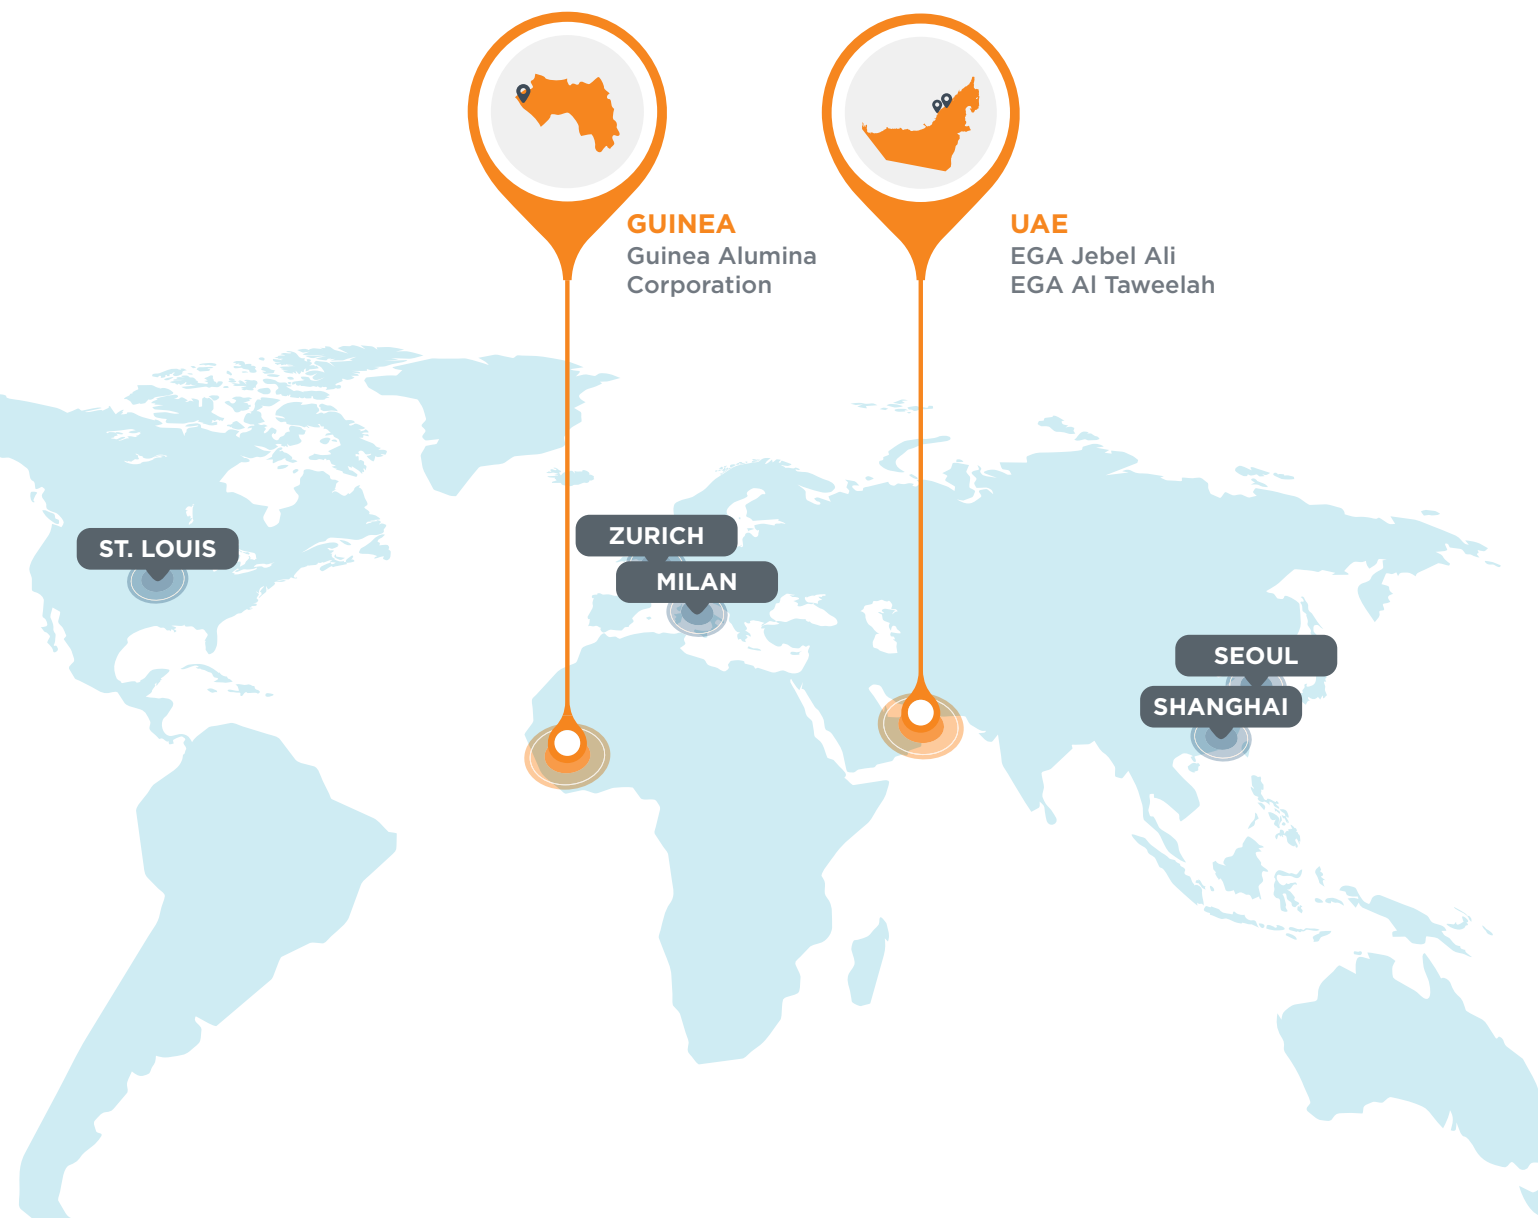 GUINEA
Guinea Alumina
Corporation
UAE
EGA Jebel Ali
EGA Al Taweelah
ST. LOUIS
ZURICH
MILAN
SEOUL
SHANGHAI